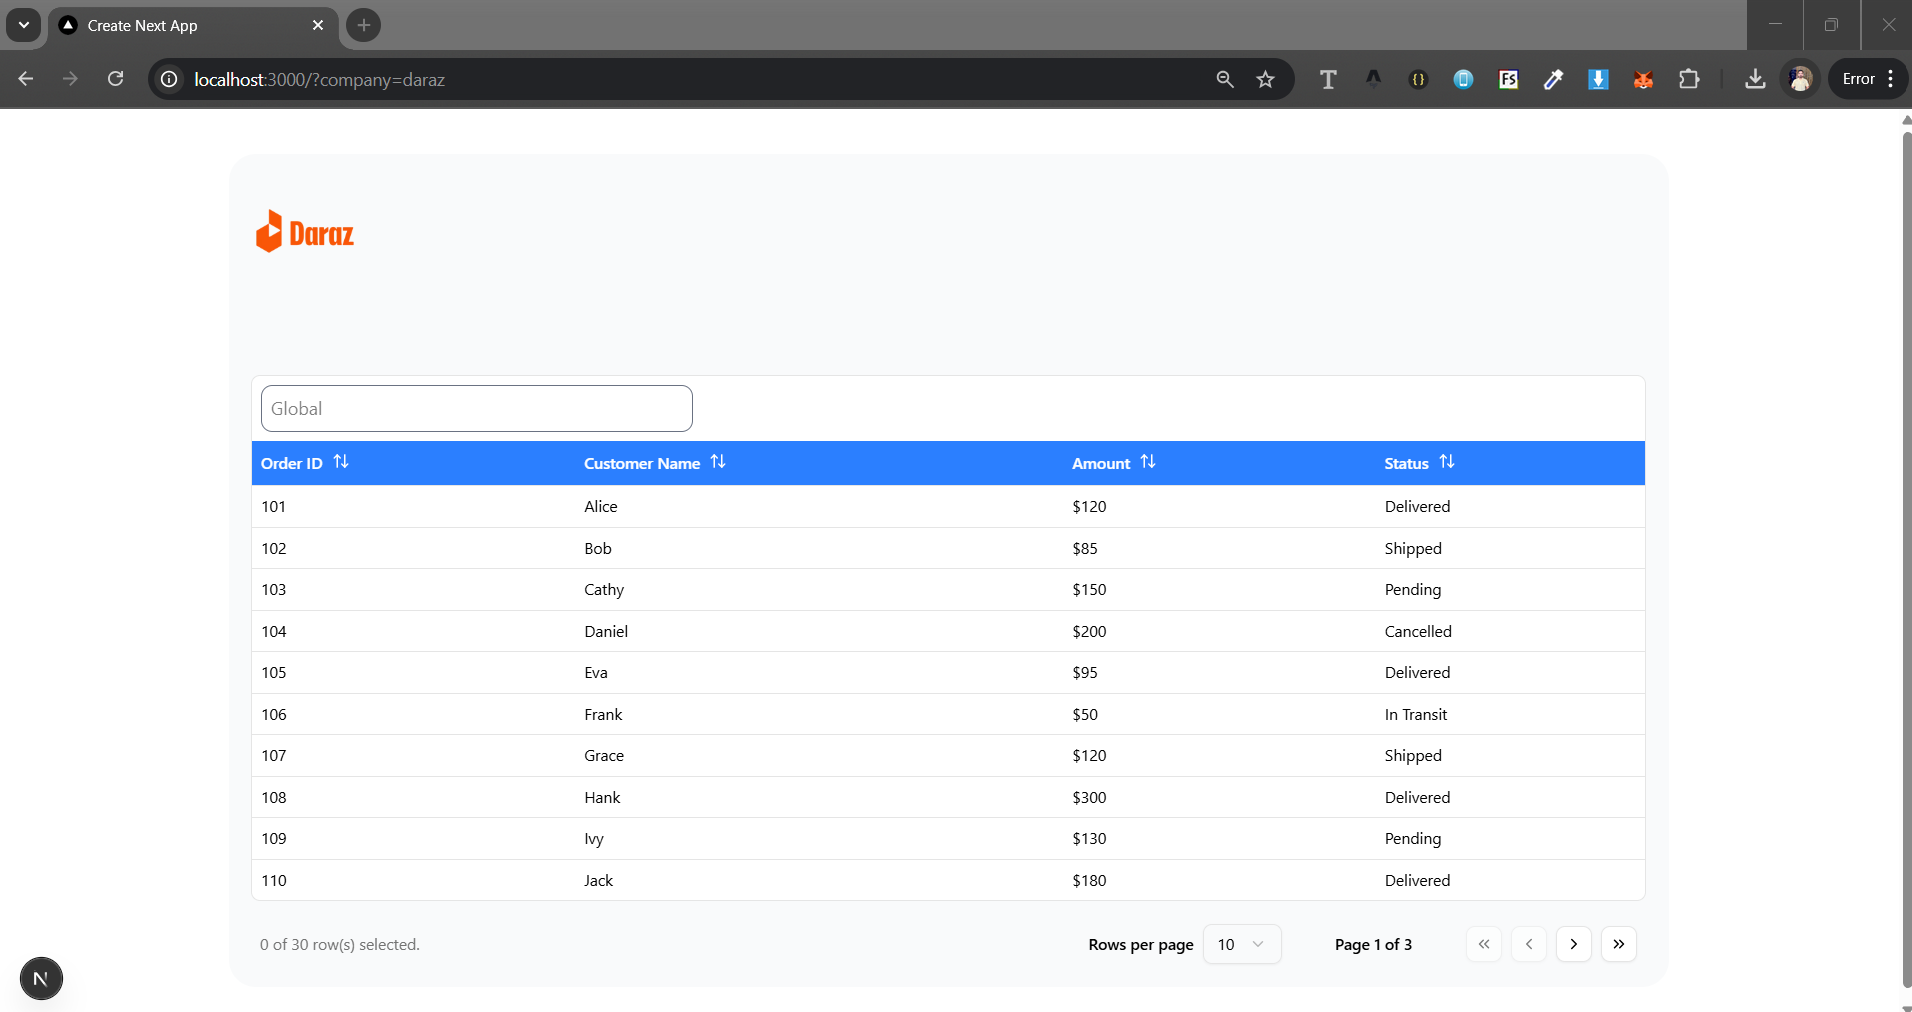 Create Next App
localhost:3000/?company=daraz
Error
Daraz
Global
Order ID Customer Name Amount Status
101 Alice $120 Delivered
102 Bob $85 Shipped
103 Cathy $150 Pending
104 Daniel $200 Cancelled
105 Eva $95 Delivered
106 Frank $50 In Transit
107 Grace $120 Shipped
108 Hank $300 Delivered
109 Ivy $130 Pending
110 Jack $180 Delivered
0 of 30 row(s) selected. Rows per page 10 Page 1 of 3
N